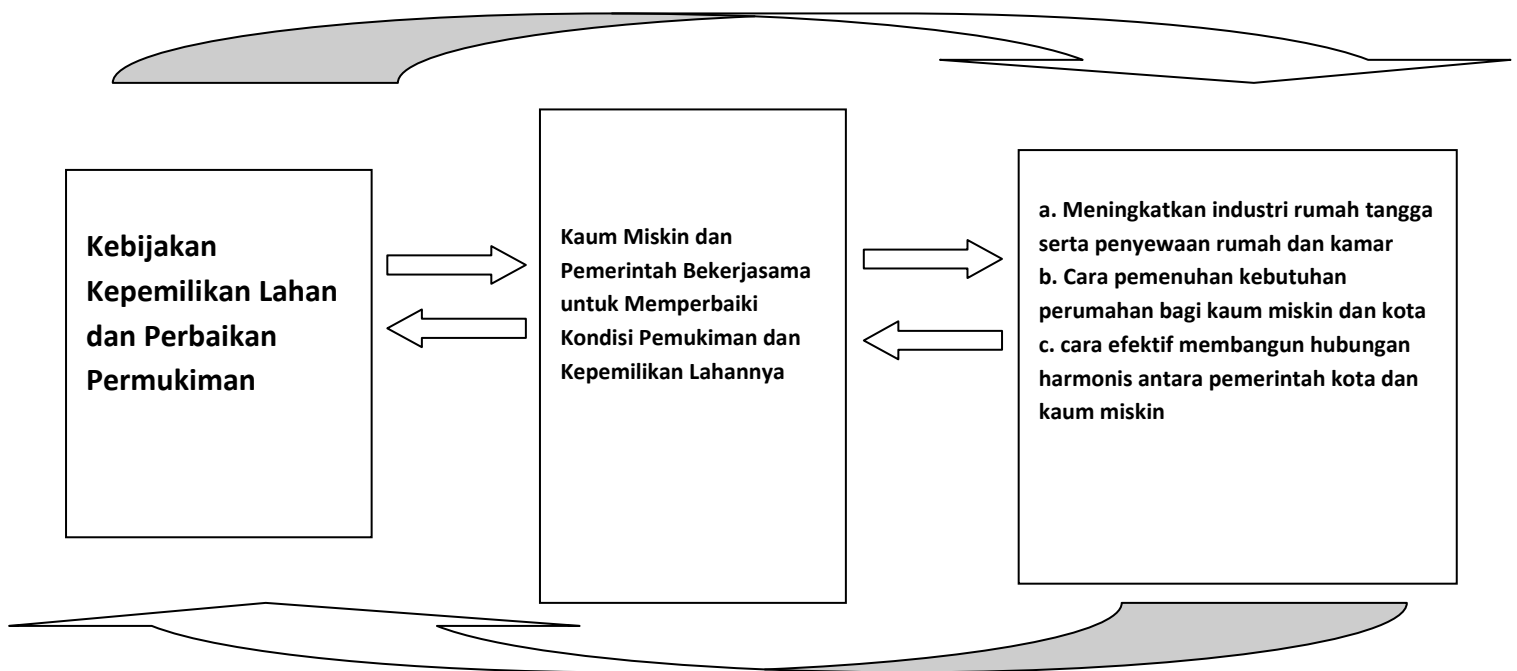 Kebijakan
Kepemilikan Lahan
dan Perbaikan
Permukiman
Kaum Miskin dan
Pemerintah Bekerjasama
untuk Memperbaiki
Kondisi Pemukiman dan
Kepemilikan Lahannya
a. Meningkatkan industri rumah tangga
serta penyewaan rumah dan kamar
b. Cara pemenuhan kebutuhan
perumahan bagi kaum miskin dan kota
c. cara efektif membangun hubungan
harmonis antara pemerintah kota dan
kaum miskin